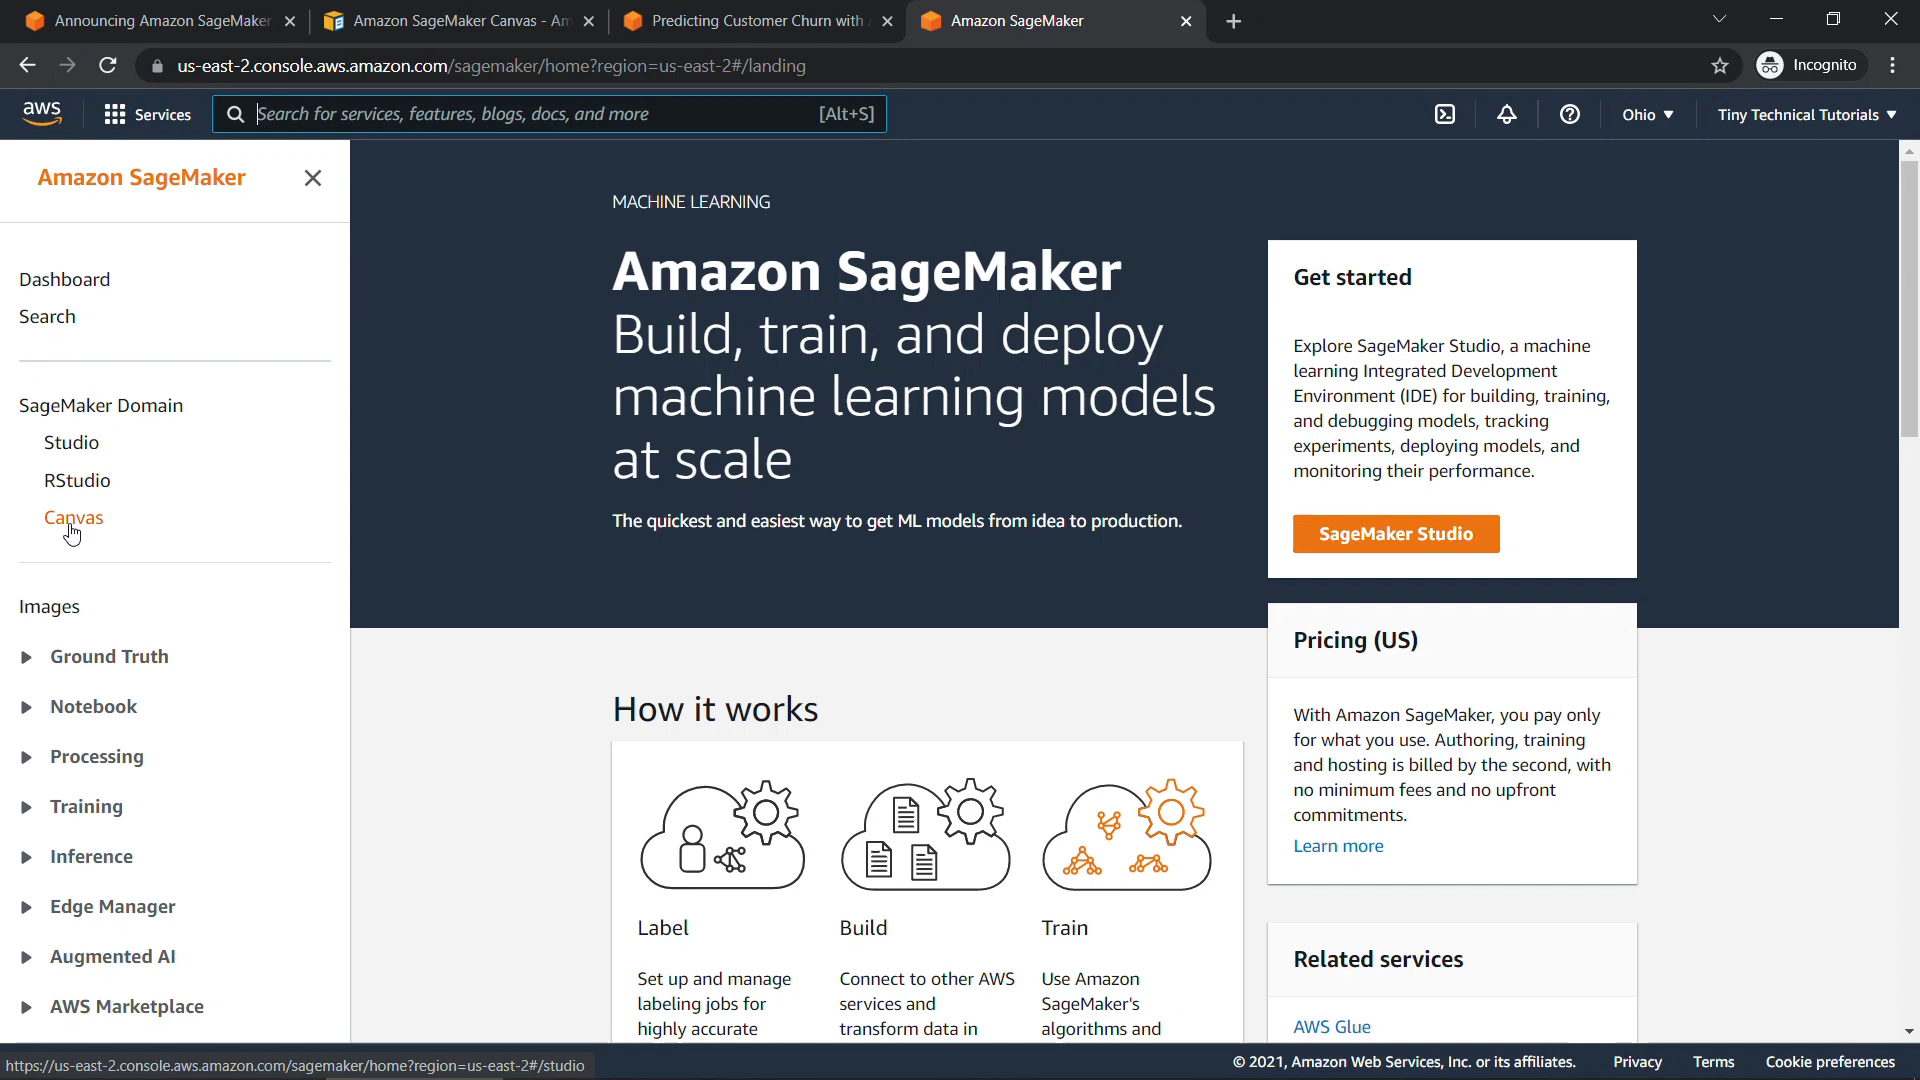 Announcing Amazon SageMaker
Amazon SageMaker Canvas - Am
Predicting Customer Churn with
Amazon SageMaker
us-east-2.console.aws.amazon.com/sagemaker/home?region=us-east-2#/landing
Incognito
aws
Services
Search for services, features, blogs, docs, and more
[Alt+S]
Ohio
Tiny Technical Tutorials
Amazon SageMaker
Dashboard
Search
SageMaker Domain
Studio
RStudio
Canvas
Images
Ground Truth
Notebook
Processing
Training
Inference
Edge Manager
Augmented AI
AWS Marketplace
MACHINE LEARNING
Amazon SageMaker
Build, train, and deploy
machine learning models
at scale
The quickest and easiest way to get ML models from idea to production.
Get started
Explore SageMaker Studio, a machine
learning Integrated Development
Environment (IDE) for building, training,
and debugging models, tracking
experiments, deploying models, and
monitoring their performance.
SageMaker Studio
Pricing (US)
With Amazon SageMaker, you pay only
for what you use. Authoring, training
and hosting is billed by the second, with
no minimum fees and no upfront
commitments.
Learn more
Related services
AWS Glue
How it works
Label
Set up and manage
labeling jobs for
highly accurate
Build
Connect to other AWS
services and
transform data in
Train
Use Amazon
SageMaker's
algorithms and
https://us-east-2.console.aws.amazon.com/sagemaker/home?region=us-east-2#/studio
© 2021, Amazon Web Services, Inc. or its affiliates.
Privacy
Terms
Cookie preferences